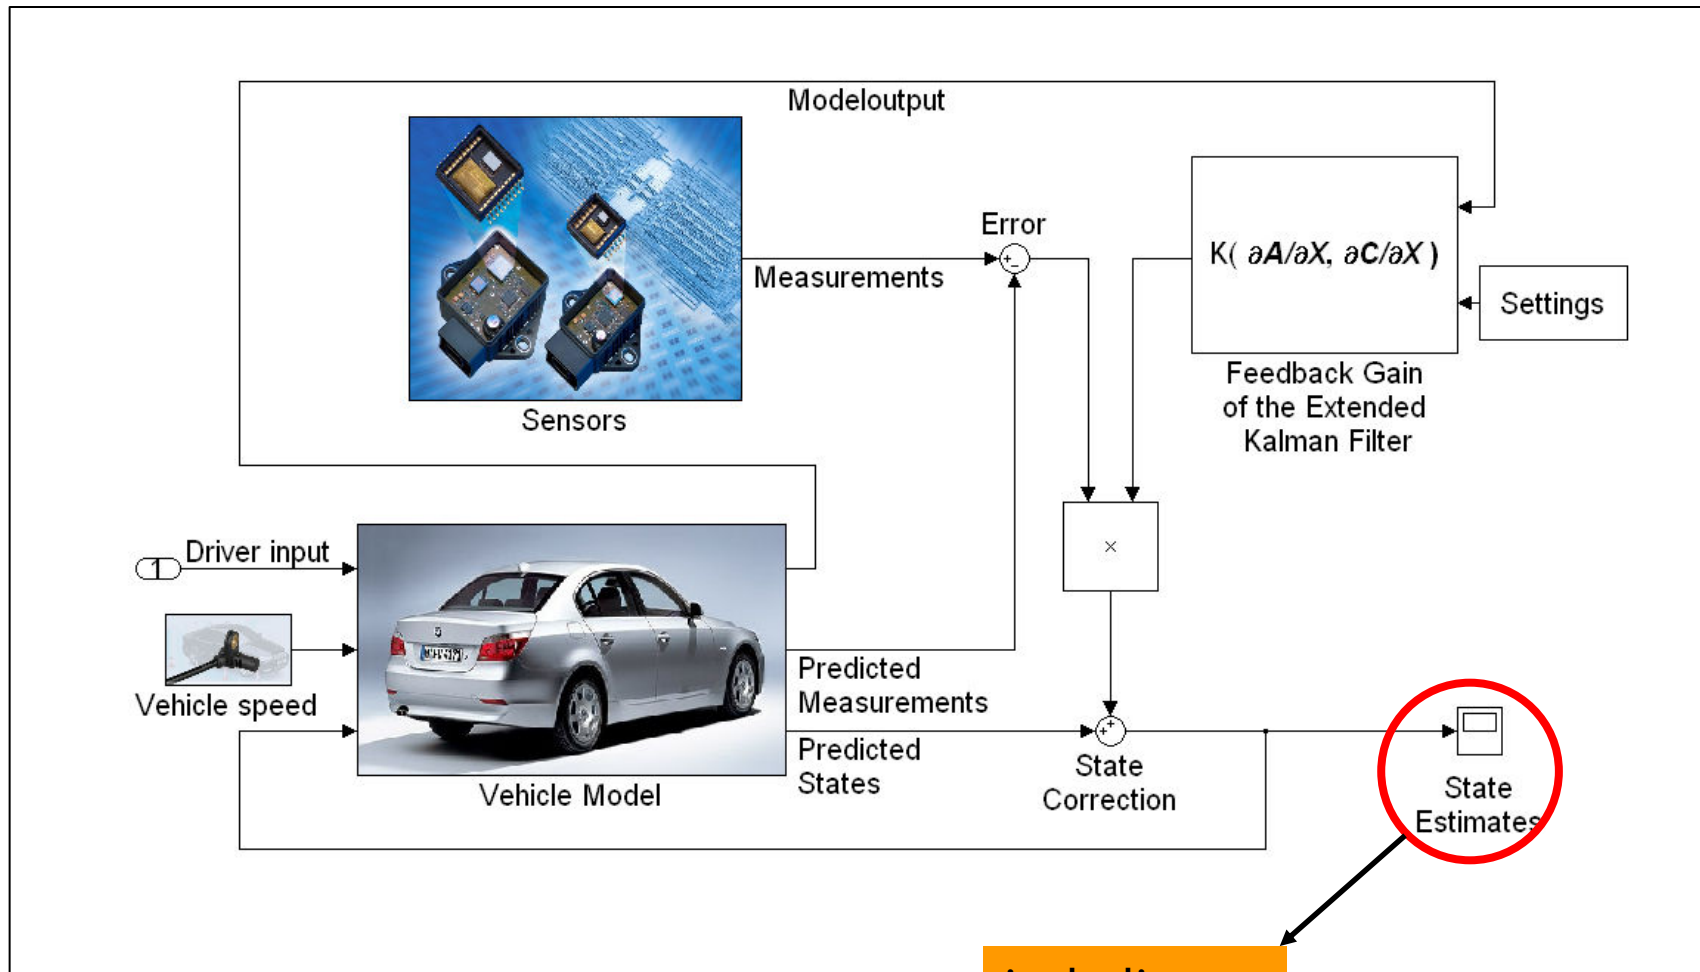 Modeloutput
Error
+
−
Measurements
K( ∂A/∂X, ∂C/∂X )
Settings
Feedback Gain
of the Extended
Kalman Filter
Sensors
1
Driver input
×
Vehicle speed
Predicted
Measurements
+
+
Predicted
States
State
Correction
Vehicle Model
State
Estimates